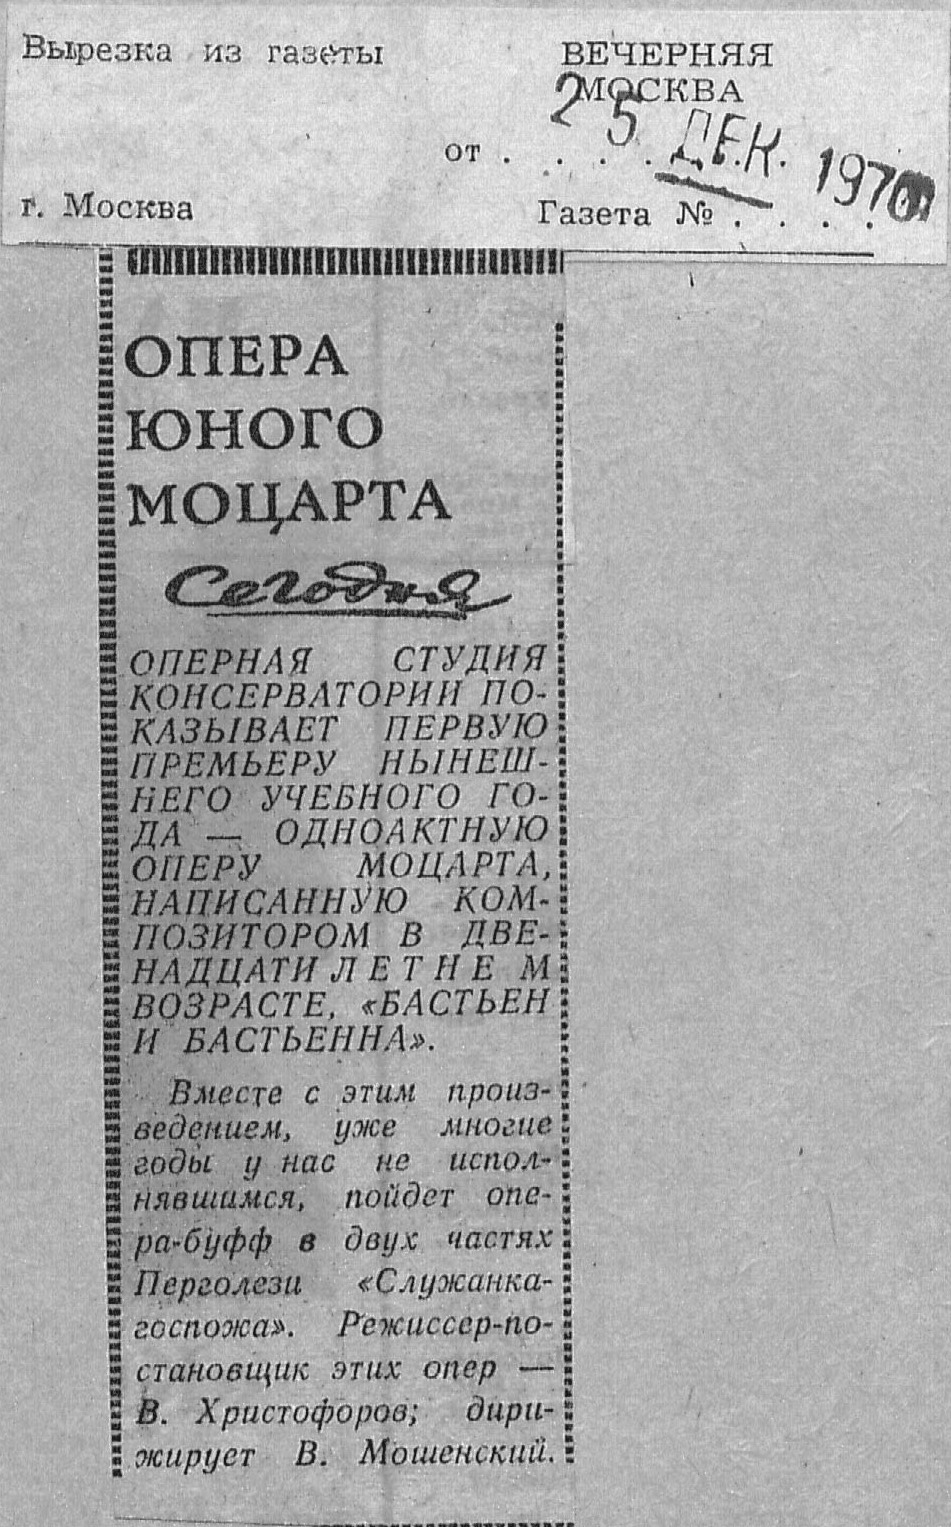 Вырезка из газеты
ВЕЧЕРНЯЯ
МОСКВА
от . . . . 25 ДЕК. 1970
г. Москва
Газета № . . . .
ОПЕРА
ЮНОГО
МОЦАРТА
Сегодня
ОПЕРНАЯ СТУДИЯ
КОНСЕРВАТОРИИ ПО-
КАЗЫВАЕТ ПЕРВУЮ
ПРЕМЬЕРУ НЫНЕШ-
НЕГО УЧЕБНОГО ГО-
ДА — ОДНОАКТНУЮ
ОПЕРУ МОЦАРТА,
НАПИСАННУЮ КОМ-
ПОЗИТОРОМ В ДВЕ-
НАДЦАТИЛЕТНЕМ
ВОЗРАСТЕ, «БАСТЬЕН
И БАСТЬЕННА».
Вместе с этим произ-
ведением, уже многие
годы у нас не испол-
нявшимся, пойдет опе-
ра-буфф в двух частях
Перголези «Служанка-
госпожа». Режиссер-по-
становщик этих опер —
В. Христофоров; дири-
жирует В. Мошенский.